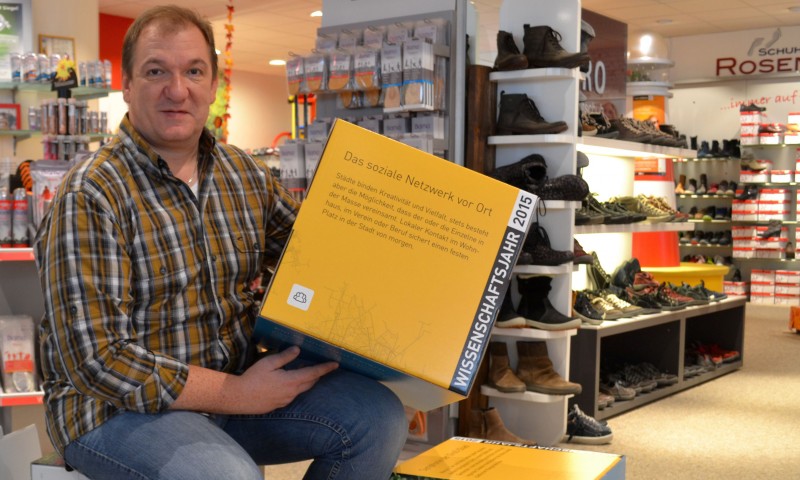 SCHUH
ROSEN
...immer auf
RO
Das soziale Netzwerk vor Ort
Städte binden Kreativität und Vielfalt, stets besteht
aber die Möglichkeit, dass der oder die Einzelne in
der Masse vereinsamt. Lokaler Kontakt im Wohn-
haus, im Verein oder Beruf sichert einen festen
Platz in der Stadt von morgen.
WISSENSCHAFTSJAHR 2015